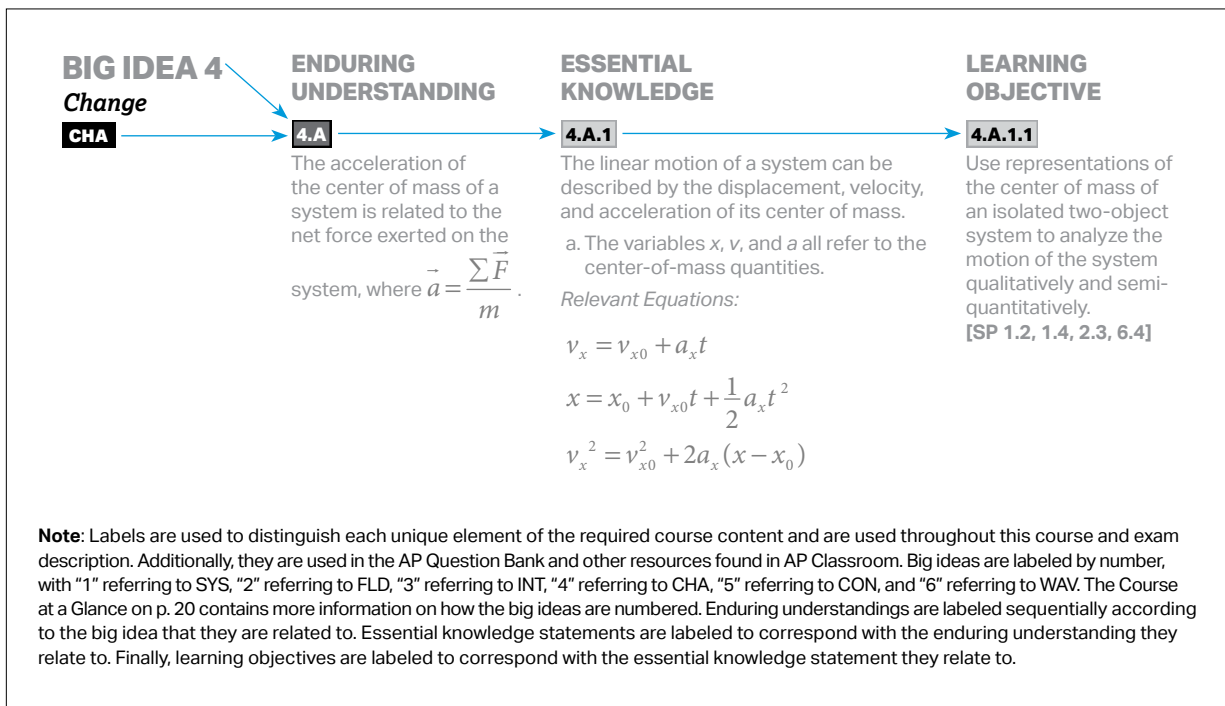 BIG IDEA 4
Change
CHA
ENDURING
UNDERSTANDING
4.A
The acceleration of
the center of mass of a
system is related to the
net force exerted on the
system, where \vec{a} = \frac{\sum \vec{F}}{m} .
ESSENTIAL
KNOWLEDGE
4.A.1
The linear motion of a system can be
described by the displacement, velocity,
and acceleration of its center of mass.
a. The variables x, v, and a all refer to the
center-of-mass quantities.
Relevant Equations:
v_x = v_{x0} + a_x t
x = x_0 + v_{x0} t + \frac{1}{2} a_x t^2
v_x^2 = v_{x0}^2 + 2a_x (x − x_0)
LEARNING
OBJECTIVE
4.A.1.1
Use representations of
the center of mass of
an isolated two-object
system to analyze the
motion of the system
qualitatively and semi-
quantitatively.
[SP 1.2, 1.4, 2.3, 6.4]
Note: Labels are used to distinguish each unique element of the required course content and are used throughout this course and exam
description. Additionally, they are used in the AP Question Bank and other resources found in AP Classroom. Big ideas are labeled by number,
with “1” referring to SYS, “2” referring to FLD, “3” referring to INT, “4” referring to CHA, “5” referring to CON, and “6” referring to WAV. The Course
at a Glance on p. 20 contains more information on how the big ideas are numbered. Enduring understandings are labeled sequentially according
to the big idea that they are related to. Essential knowledge statements are labeled to correspond with the enduring understanding they
relate to. Finally, learning objectives are labeled to correspond with the essential knowledge statement they relate to.